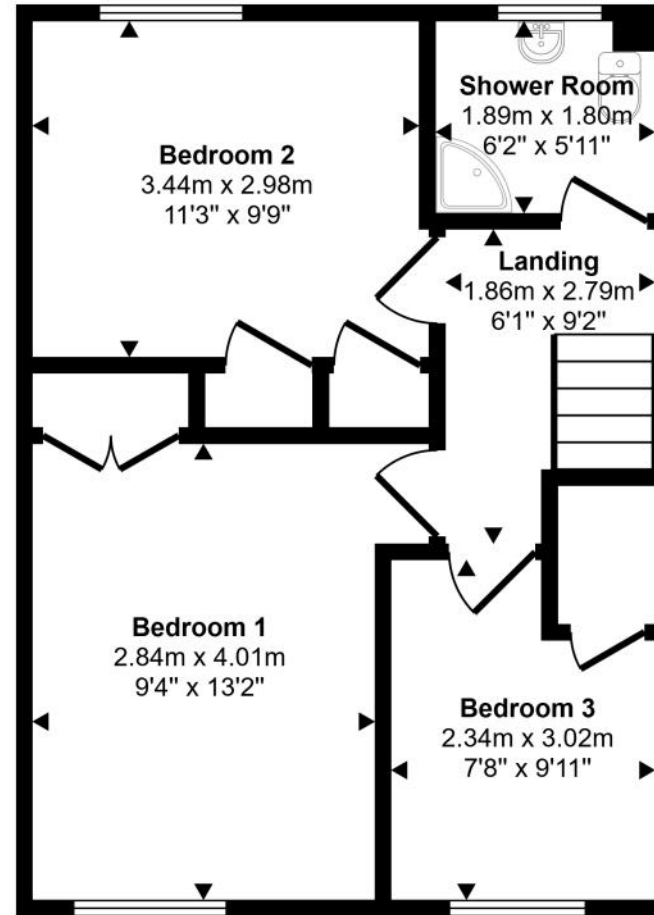 Shower Room
1.89m x 1.80m
6'2" x 5'11"
Bedroom 2
3.44m x 2.98m
11'3" x 9'9"
Landing
1.86m x 2.79m
6'1" x 9'2"
Bedroom 1
2.84m x 4.01m
9'4" x 13'2"
Bedroom 3
2.34m x 3.02m
7'8" x 9'11"